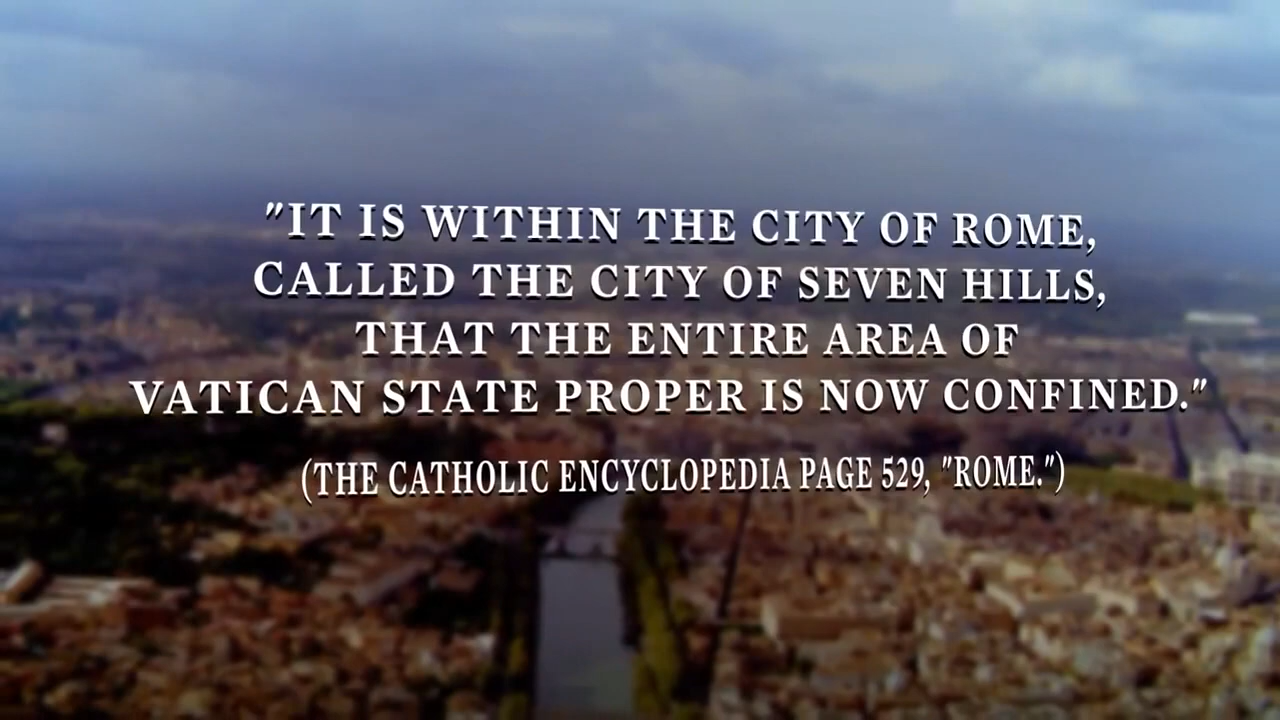 "IT IS WITHIN THE CITY OF ROME,
CALLED THE CITY OF SEVEN HILLS,
THAT THE ENTIRE AREA OF
VATICAN STATE PROPER IS NOW CONFINED."
(THE CATHOLIC ENCYCLOPEDIA PAGE 529, "ROME.")